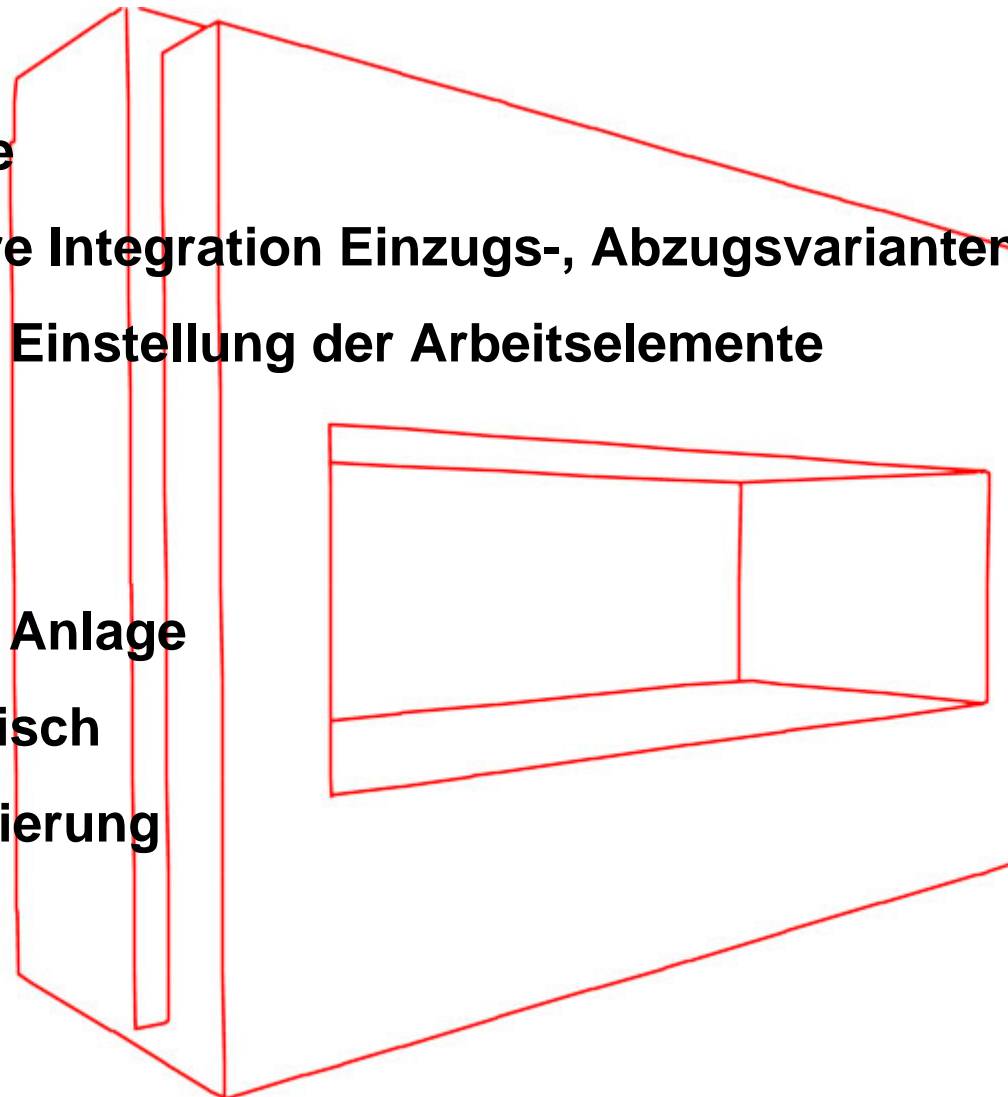 e
e Integration Einzugs-, Abzugsvarianten
Einstellung der Arbeitselemente
Anlage
isch
ierung